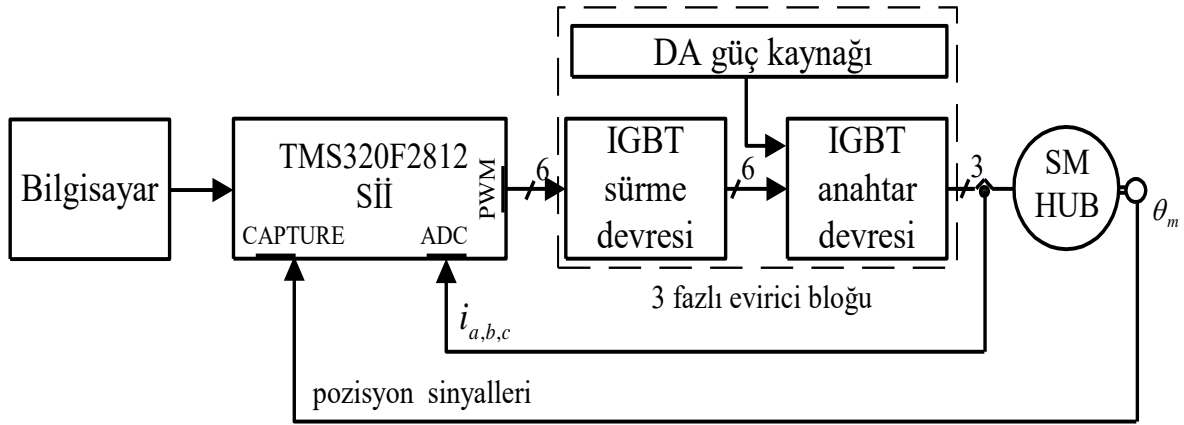 DA güç kaynağı
Bilgisayar
TMS320F2812
Sİİ
PWM
CAPTURE
ADC
6
IGBT
sürme
devresi
6
IGBT
anahtar
devresi
3
SM
HUB
θm
3 fazlı evirici bloğu
ia,b,c
pozisyon sinyalleri